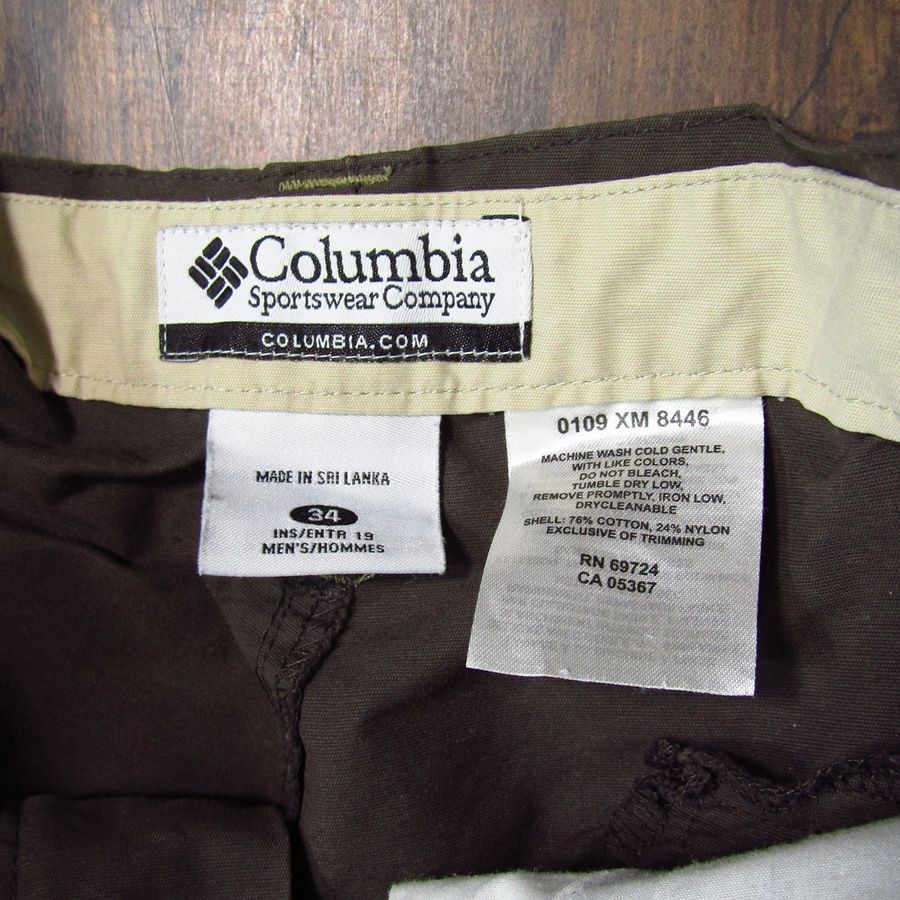 Columbia
Sportswear Company
COLUMBIA.COM
MADE IN SRI LANKA
34
INS/ENTR 19
MEN'S/HOMMES
0109 XM 8446
MACHINE WASH COLD GENTLE,
WITH LIKE COLORS,
DO NOT BLEACH,
TUMBLE DRY LOW,
REMOVE PROMPTLY, IRON LOW,
DRYCLEANABLE
SHELL: 76% COTTON, 24% NYLON
EXCLUSIVE OF TRIMMING
RN 69724
CA 05367